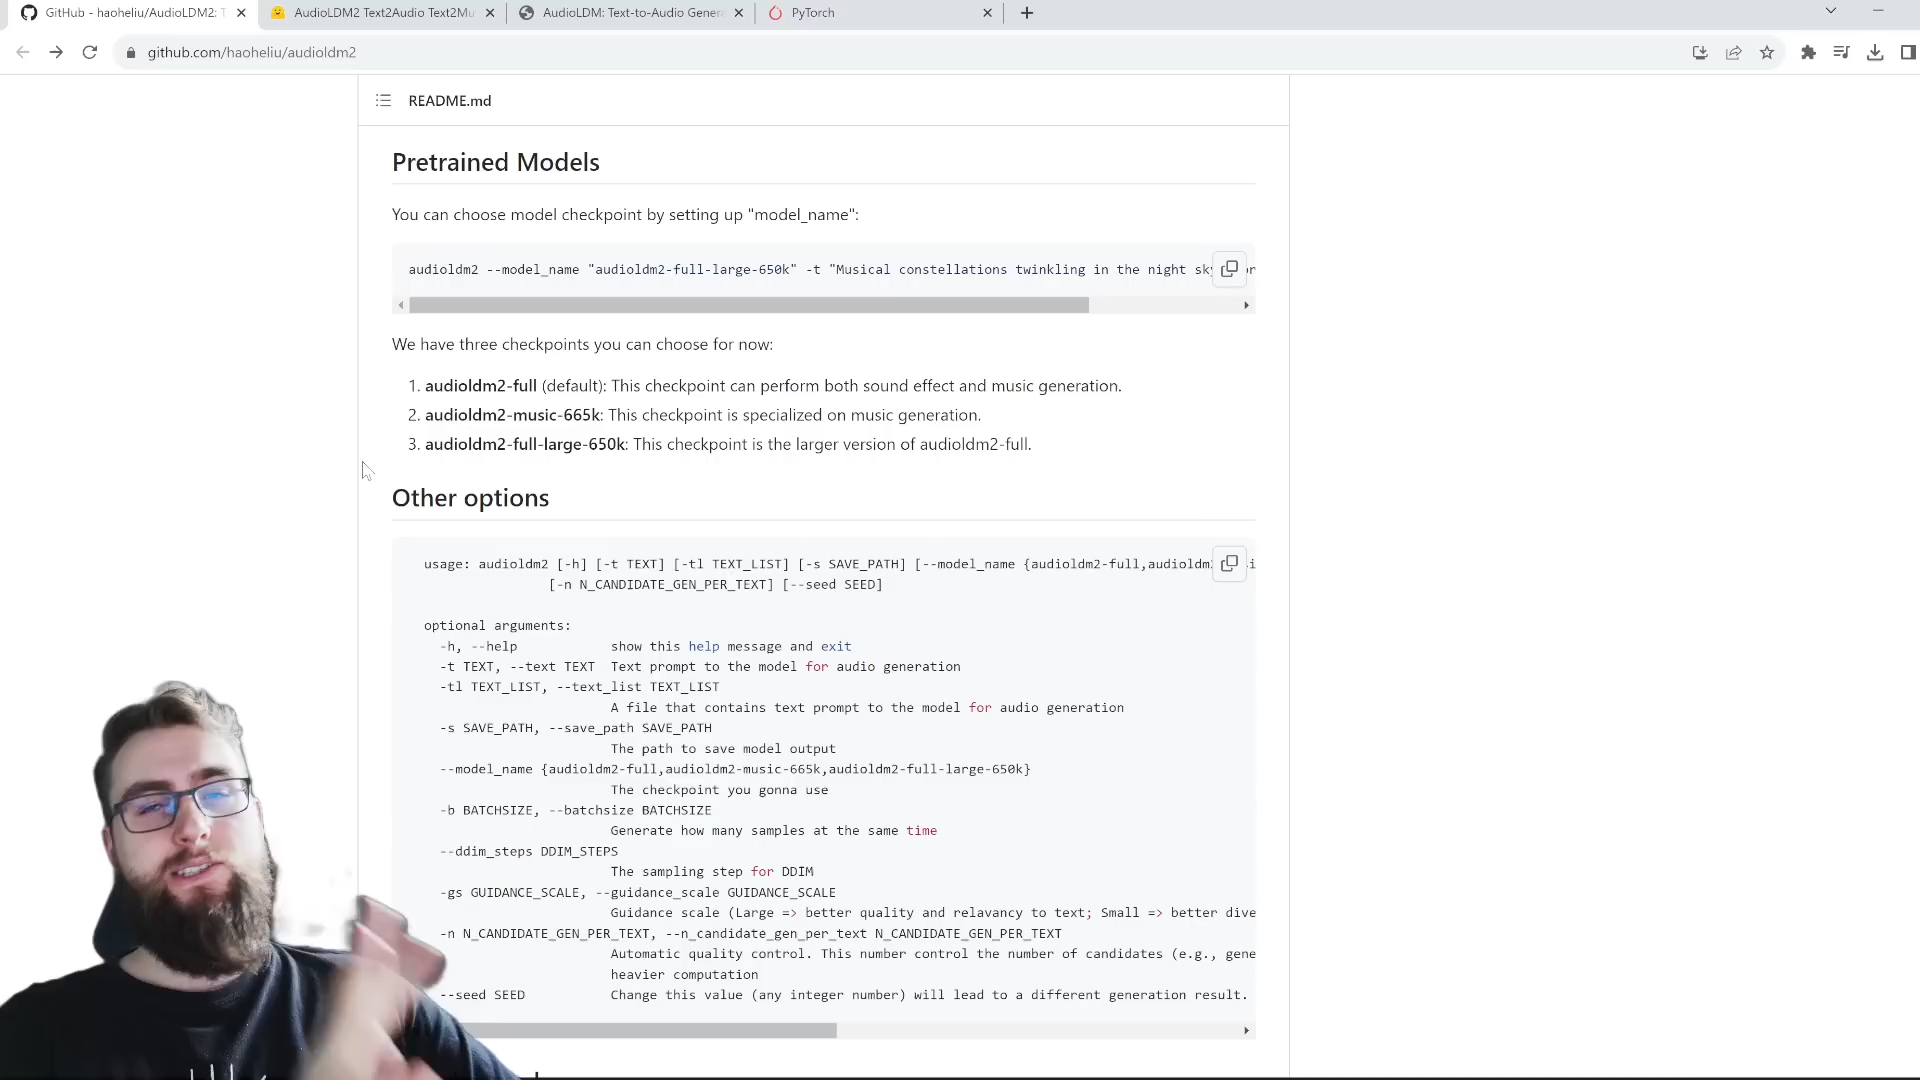 GitHub - haoheliu/AudioLDM2: T
AudioLDM2 Text2Audio Text2Mu
AudioLDM: Text-to-Audio Genera
PyTorch
github.com/haoheliu/audioldm2
README.md
Pretrained Models
You can choose model checkpoint by setting up "model_name":
audioldm2 --model_name "audioldm2-full-large-650k" -t "Musical constellations twinkling in the night sky
We have three checkpoints you can choose for now:
1. audioldm2-full (default): This checkpoint can perform both sound effect and music generation.
2. audioldm2-music-665k: This checkpoint is specialized on music generation.
3. audioldm2-full-large-650k: This checkpoint is the larger version of audioldm2-full.
Other options
usage: audioldm2 [-h] [-t TEXT] [-tl TEXT_LIST] [-s SAVE_PATH] [--model_name {audioldm2-full,audioldm
[-n N_CANDIDATE_GEN_PER_TEXT] [--seed SEED]
optional arguments:
-h, --help show this help message and exit
-t TEXT, --text TEXT Text prompt to the model for audio generation
-tl TEXT_LIST, --text_list TEXT_LIST
A file that contains text prompt to the model for audio generation
-s SAVE_PATH, --save_path SAVE_PATH
The path to save model output
--model_name {audioldm2-full,audioldm2-music-665k,audioldm2-full-large-650k}
The checkpoint you gonna use
-b BATCHSIZE, --batchsize BATCHSIZE
Generate how many samples at the same time
--ddim_steps DDIM_STEPS
The sampling step for DDIM
-gs GUIDANCE_SCALE, --guidance_scale GUIDANCE_SCALE
Guidance scale (Large => better quality and relavancy to text; Small => better dive
-n N_CANDIDATE_GEN_PER_TEXT, --n_candidate_gen_per_text N_CANDIDATE_GEN_PER_TEXT
Automatic quality control. This number control the number of candidates (e.g., gene
heavier computation
--seed SEED Change this value (any integer number) will lead to a different generation result.